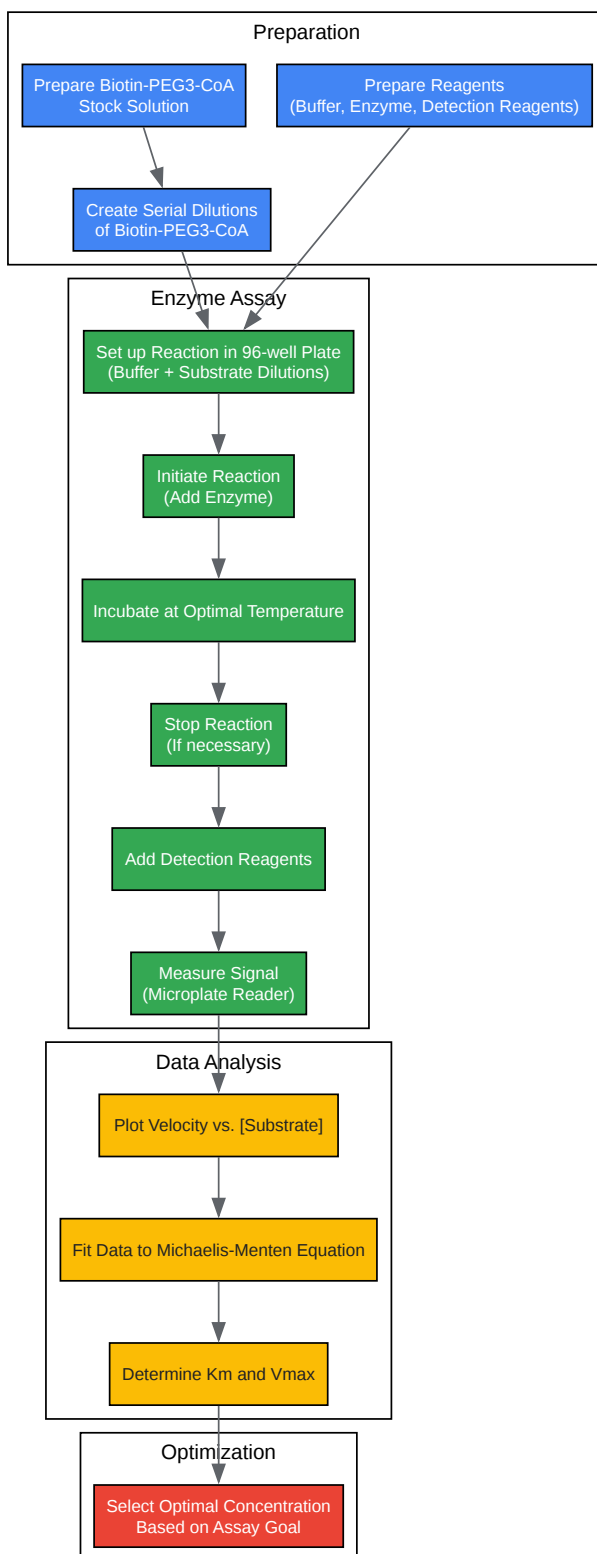 Preparation
Prepare Biotin-PEG3-CoA
Stock Solution
Prepare Reagents
(Buffer, Enzyme, Detection Reagents)
Create Serial Dilutions
of Biotin-PEG3-CoA
Enzyme Assay
Set up Reaction in 96-well Plate
(Buffer + Substrate Dilutions)
Initiate Reaction
(Add Enzyme)
Incubate at Optimal Temperature
Stop Reaction
(If necessary)
Add Detection Reagents
Measure Signal
(Microplate Reader)
Data Analysis
Plot Velocity vs. [Substrate]
Fit Data to Michaelis-Menten Equation
Determine Km and Vmax
Optimization
Select Optimal Concentration
Based on Assay Goal